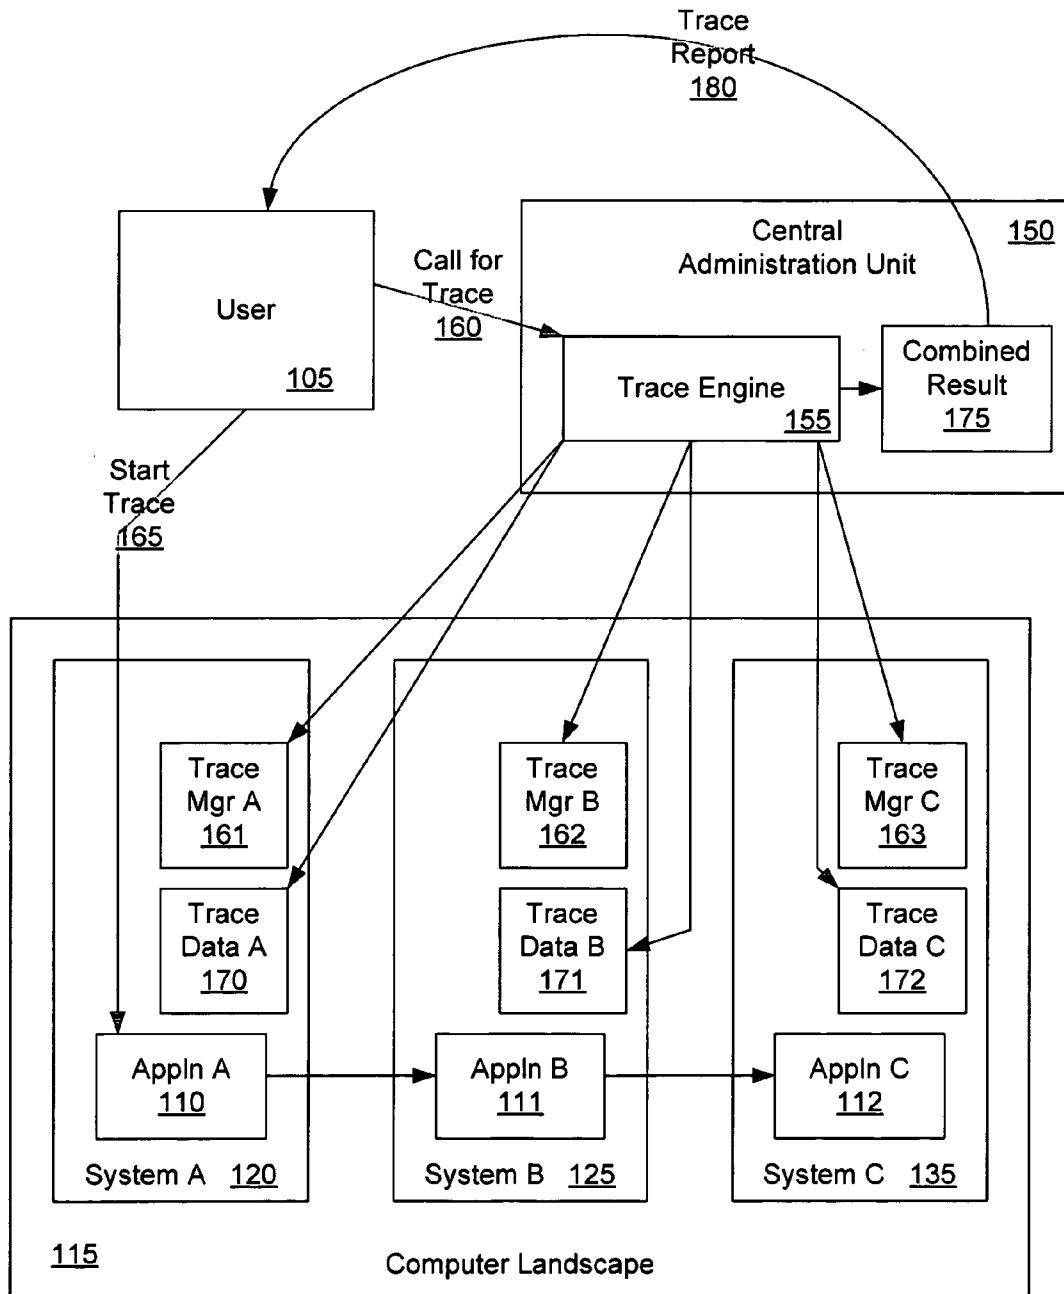 Trace
Report
180
Central
Administration Unit
150
Call for
Trace
160
User
105
Trace Engine
155
Combined
Result
175
Start
Trace
165
Trace
Mgr A
161
Trace
Mgr B
162
Trace
Mgr C
163
Trace
Data A
170
Trace
Data B
171
Trace
Data C
172
Appln A
110
Appln B
111
Appln C
112
System A 120
System B 125
System C 135
115
Computer Landscape